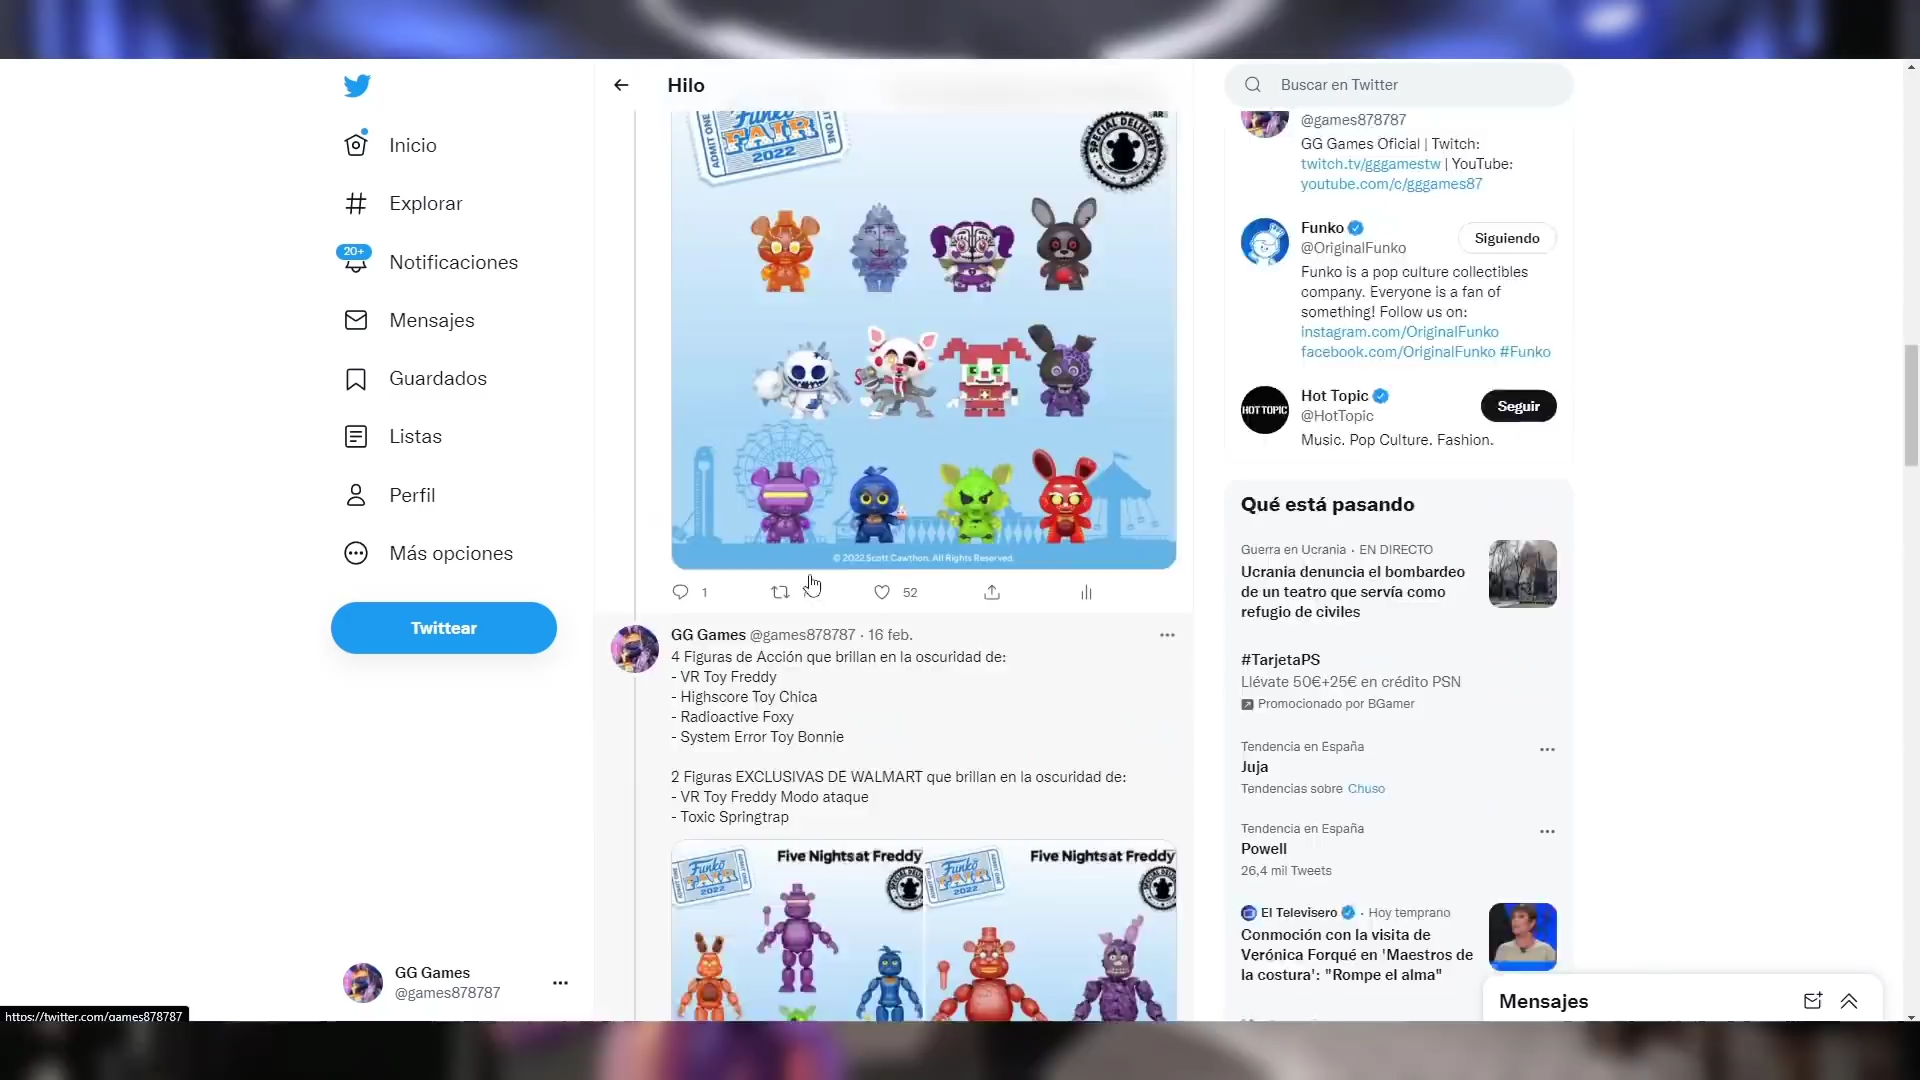 Inicio
Explorar
20+
Notificaciones
Mensajes
Guardados
Listas
Perfil
Más opciones
Twittear
GG Games
@games878787
https://twitter.com/games878787
Hilo
ADMIT ONE
Funko
FAIR
2022
SPECIAL DELIVERY
© 2022 Scott Cawthon. All Rights Reserved.
1
52
GG Games @games878787 · 16 feb.
4 Figuras de Acción que brillan en la oscuridad de:
- VR Toy Freddy
- Highscore Toy Chica
- Radioactive Foxy
- System Error Toy Bonnie
2 Figuras EXCLUSIVAS DE WALMART que brillan en la oscuridad de:
- VR Toy Freddy Modo ataque
- Toxic Springtrap
Funko
FAIR
2022
Five Nights at Freddy
Funko
FAIR
2022
Five Nights at Freddy
Buscar en Twitter
@games878787
GG Games Oficial | Twitch:
twitch.tv/gggamestw | YouTube:
youtube.com/c/gggames87
Funko
@OriginalFunko
Siguiendo
Funko is a pop culture collectibles
company. Everyone is a fan of
something! Follow us on:
instagram.com/OriginalFunko
facebook.com/OriginalFunko #Funko
HOT TOPIC
Hot Topic
@HotTopic
Seguir
Music. Pop Culture. Fashion.
Qué está pasando
Guerra en Ucrania · EN DIRECTO
Ucrania denuncia el bombardeo
de un teatro que servía como
refugio de civiles
#TarjetaPS
Llévate 50€+25€ en crédito PSN
Promocionado por BGamer
Tendencia en España
Juja
Tendencias sobre Chuso
Tendencia en España
Powell
26,4 mil Tweets
El Televisero · Hoy temprano
Conmoción con la visita de
Verónica Forqué en 'Maestros de
la costura': "Rompe el alma"
Mensajes